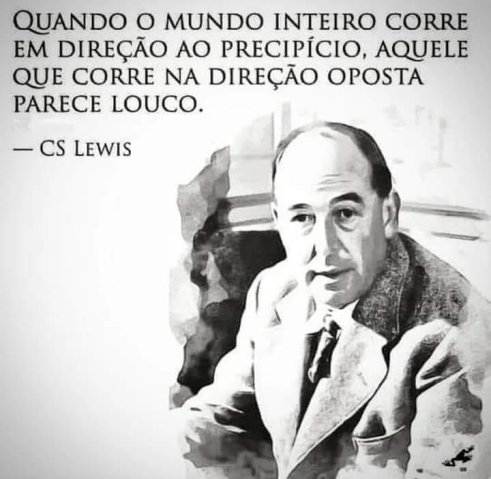 Quando o mundo inteiro corre
em direção ao precipício, aquele
que corre na direção oposta
parece louco.
— CS Lewis